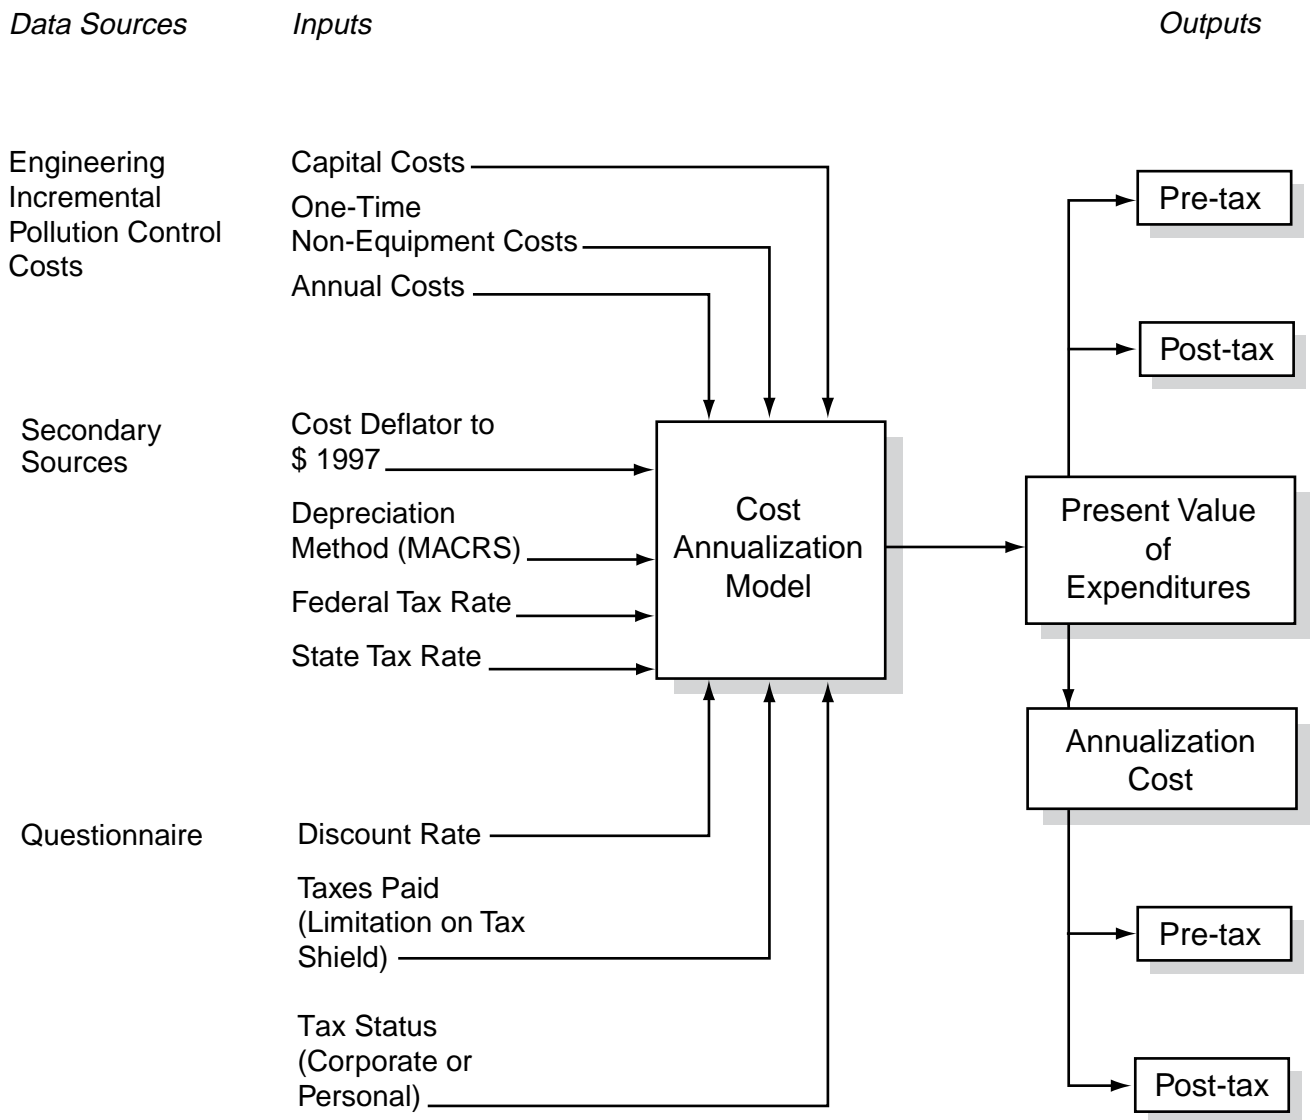 Data Sources
Inputs
Outputs
Engineering
Incremental
Pollution Control
Costs
Capital Costs
One-Time
Non-Equipment Costs
Annual Costs
Secondary
Sources
Cost Deflator to
$ 1997
Depreciation
Method (MACRS)
Federal Tax Rate
State Tax Rate
Questionnaire
Discount Rate
Taxes Paid
(Limitation on Tax
Shield)
Tax Status
(Corporate or
Personal)
Cost
Annualization
Model
Pre-tax
Post-tax
Present Value
of
Expenditures
Annualization
Cost
Pre-tax
Post-tax